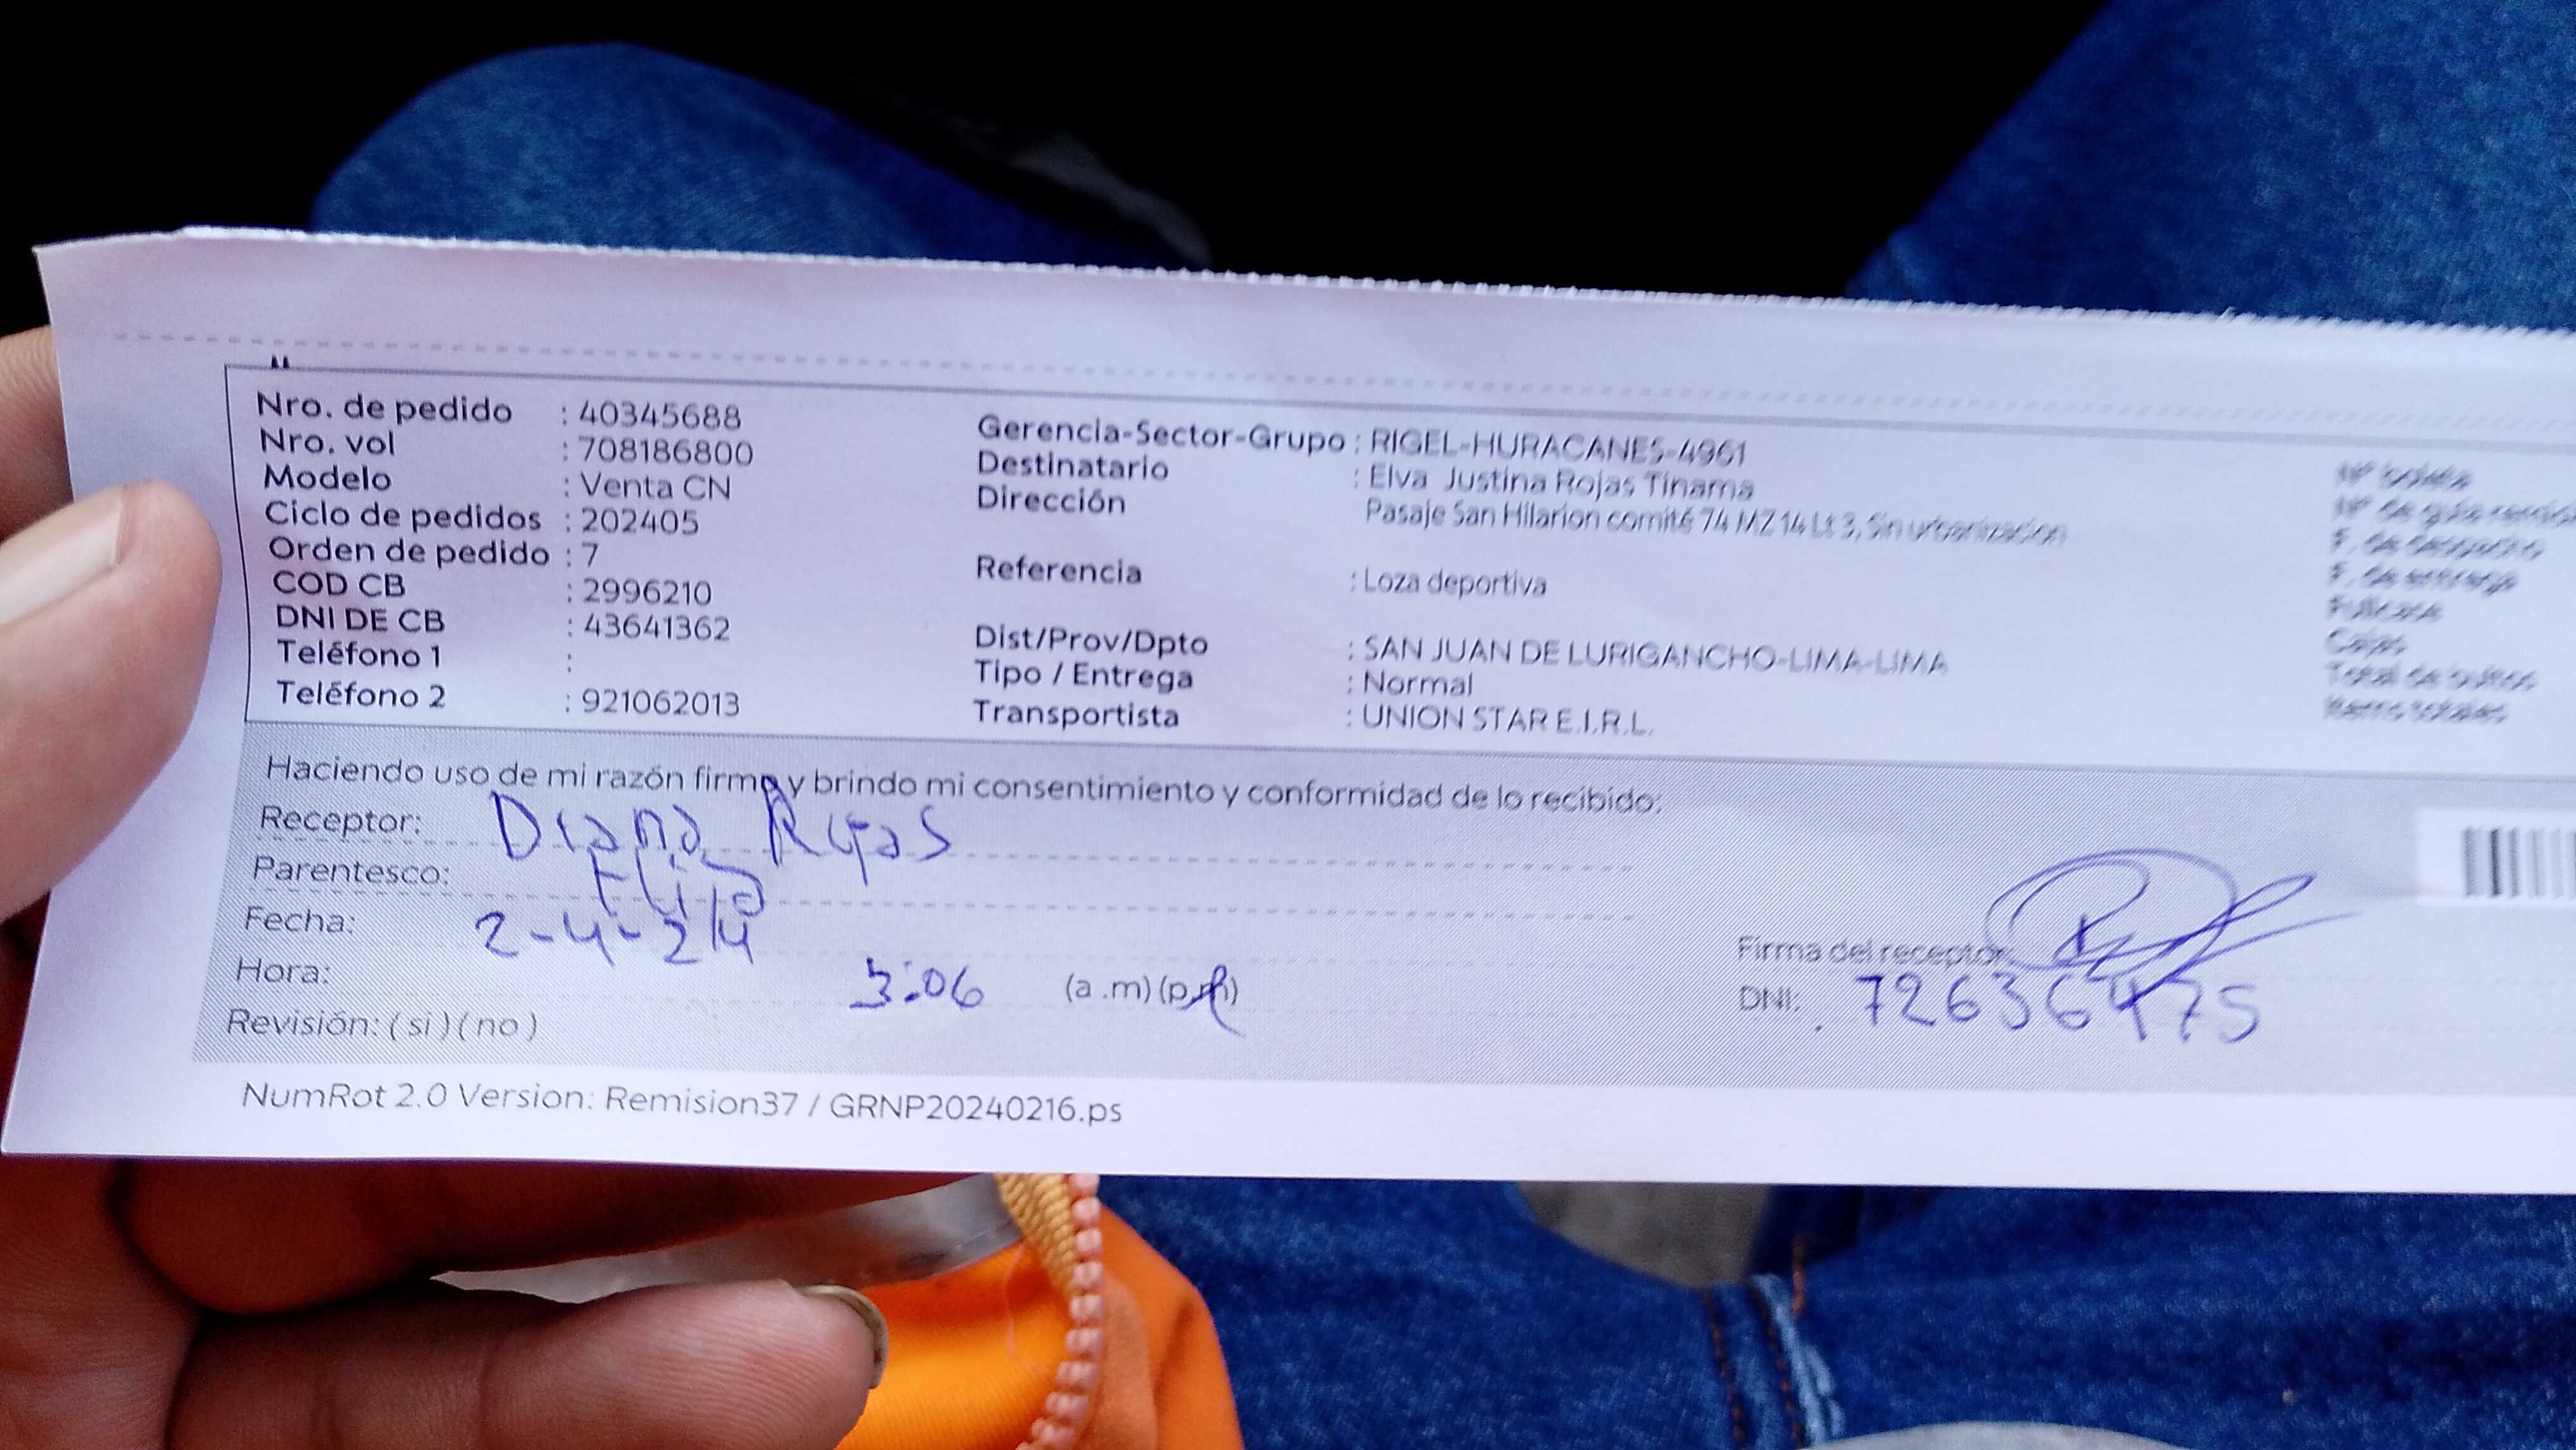 Nro. de pedido : 40345688
Nro. vol : 708186800
Modelo : Venta CN
Ciclo de pedidos : 202405
Orden de pedido : 7
COD CB : 2996210
DNI DE CB : 43641362
Teléfono 1 :
Teléfono 2 : 921062013
Gerencia-Sector-Grupo : RIGEL-HURACANES-4961
Destinatario : Elva Justina Rojas Tinama
Dirección Pasaje San Hilarion comité 74 MZ 14 Lt 3, Sin urbanizacion
Referencia : Loza deportiva
Dist/Prov/Dpto : SAN JUAN DE LURIGANCHO-LIMA-LIMA
Tipo / Entrega : Normal
Transportista : UNION STAR E.I.R.L.
Total de bultos
Haciendo uso de mi razón firmo y brindo mi consentimiento y conformidad de lo recibido:
Receptor: Diana Rojas
Parentesco:
Fecha: 2-4-24
Hora: 3:06 (a .m) (p.m)
Revisión: ( si ) ( no )
Firma del receptor:
DNI: 72636475
NumRot 2.0 Version: Remision37 / GRNP20240216.ps